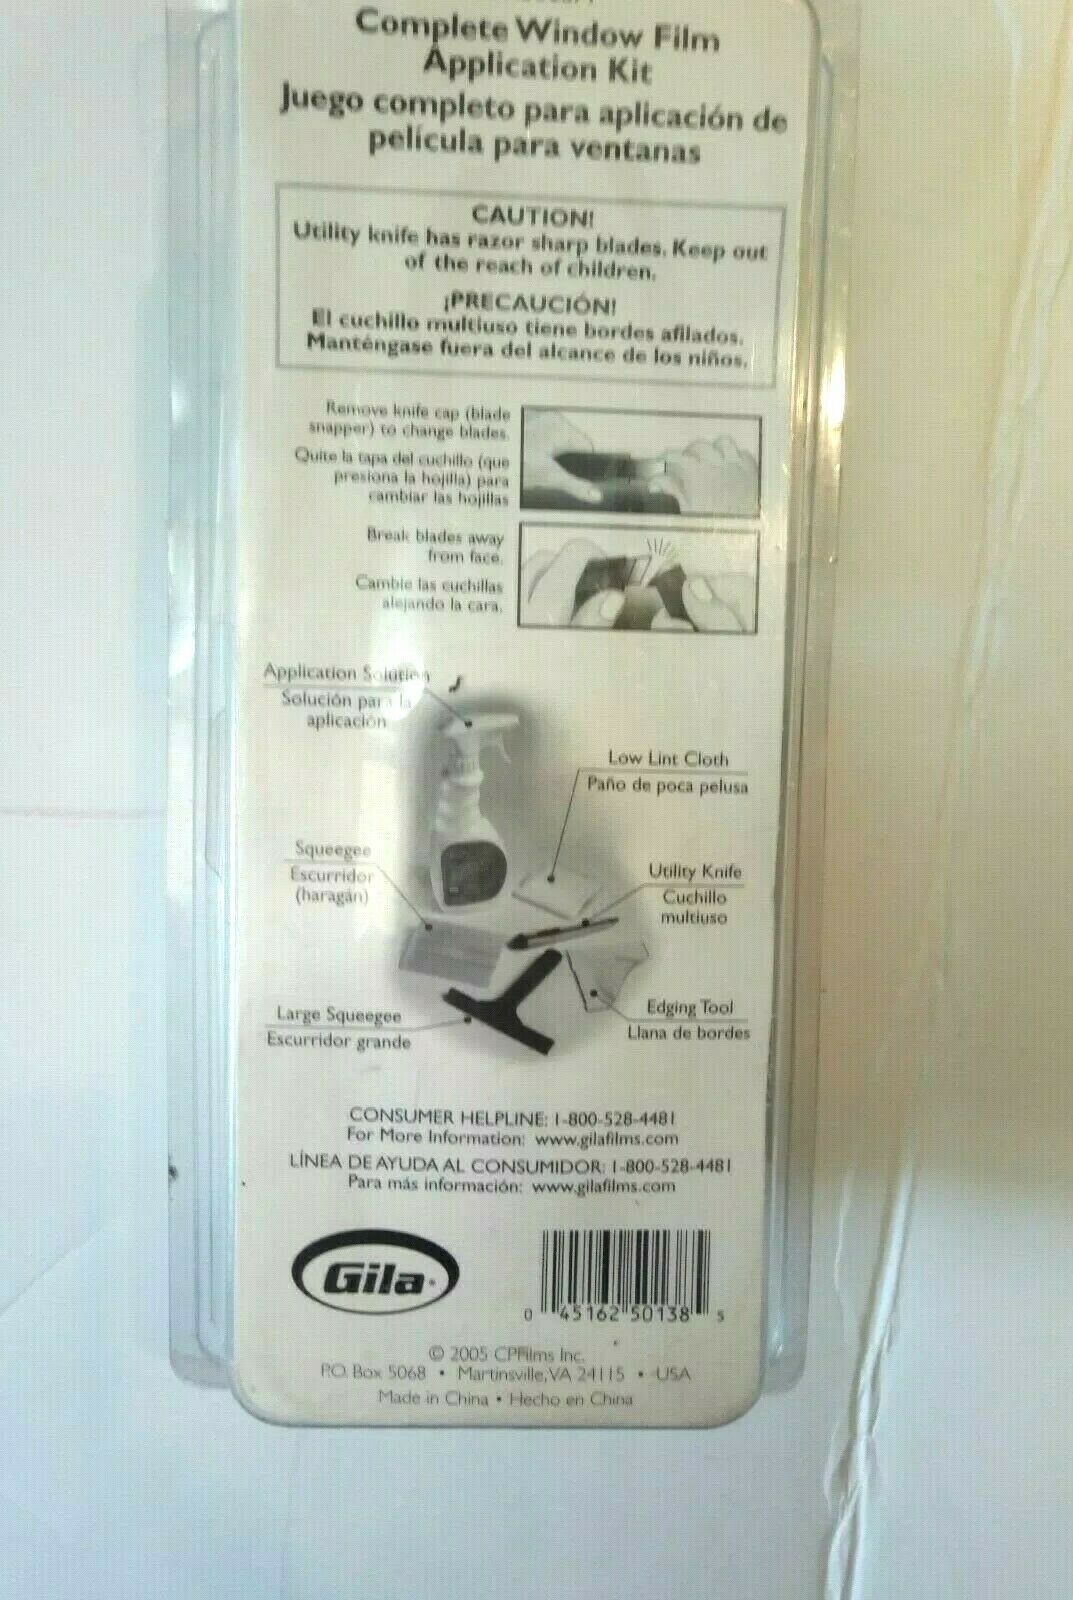 Complete Window Film
Application Kit
Juego completo para aplicación de
película para ventanas
CAUTION!
Utility knife has razor sharp blades. Keep out
of the reach of children.
¡PRECAUCIÓN!
El cuchillo multiuso tiene bordes afilados.
Manténgase fuera del alcance de los niños.
Remove knife cap (blade
snapper) to change blades.
Quite la tapa del cuchillo (que
presiona la hojilla) para
cambiar las hojillas
Break blades away
from face.
Cambie las cuchillas
alejando la cara.
Application Solution
Solución para la
aplicación
Low Lint Cloth
Paño de poca pelusa
Squeegee
Escurridor
(haragán)
Utility Knife
Cuchillo
multiuso
Large Squeegee
Escurridor grande
Edging Tool
Llana de bordes
CONSUMER HELPLINE: 1-800-528-4481
For More Information: www.gilafilms.com
LÍNEA DE AYUDA AL CONSUMIDOR: 1-800-528-4481
Para más información: www.gilafilms.com
Gila
0 45162 50138 5
© 2005 CPFilms Inc.
P.O. Box 5068 • Martinsville, VA 24115 • USA
Made in China • Hecho en China